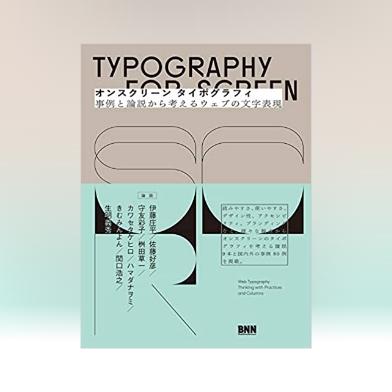 TYPOGRAPHY
FOR SCREEN
オンスクリーン タイポグラフィ
事例と論説から考えるウェブの文字表現
論説
伊藤庄平／佐藤好彦／
守友彩子／桝田草一／
カワセタケヒロ／ハマダナヲミ／
きむみんよん／関口浩之／
生明義秀
読みやすさ、使いやすさ、
デザイン性、アクセシビ
リティ、ブランディング
オンスクリーンのタイポ
グラフィを考える論説
9本と国内外の事例80例
を掲載。
Web Typography
Thinking with Practices
and Columns
BNN